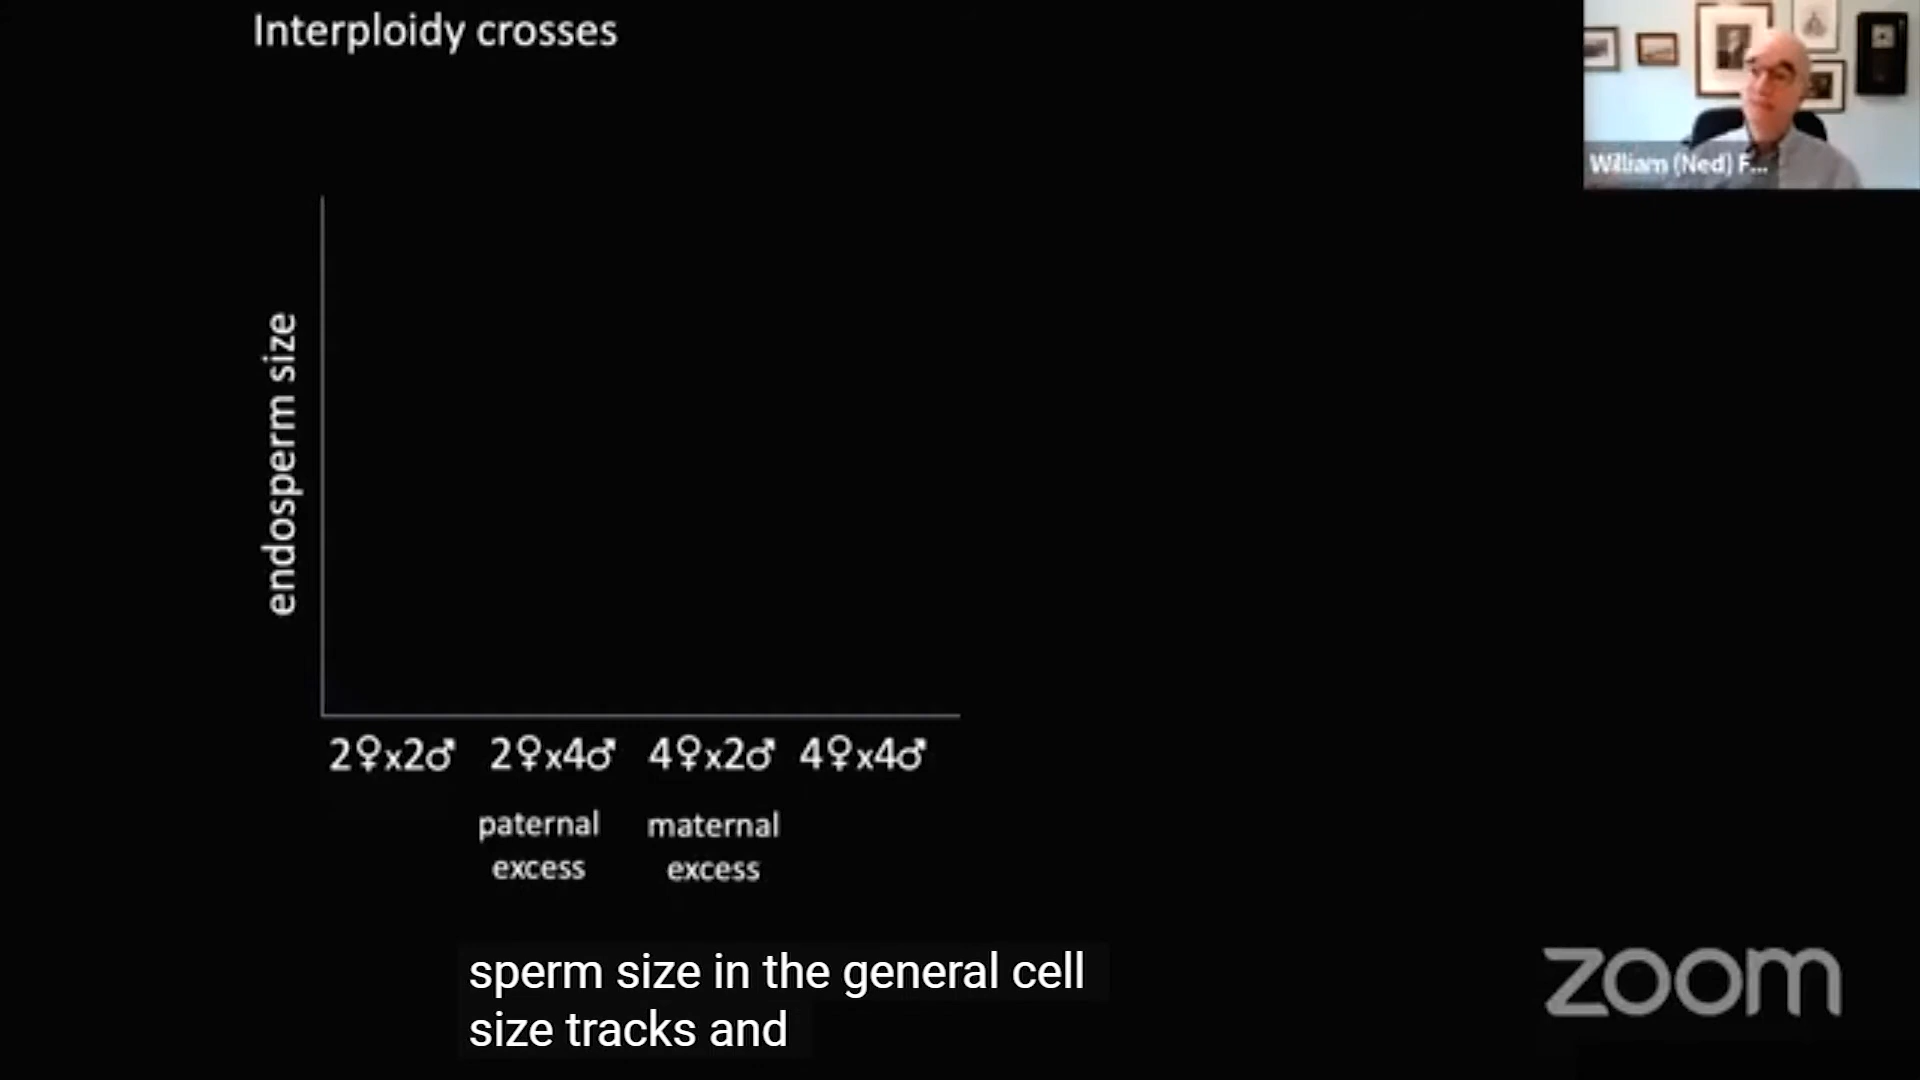 Interploidy crosses
William (Ned) F...
endosperm size
2♀x2♂ 2♀x4♂ 4♀x2♂ 4♀x4♂
paternal excess
maternal excess
sperm size in the general cell
size tracks and
zoom